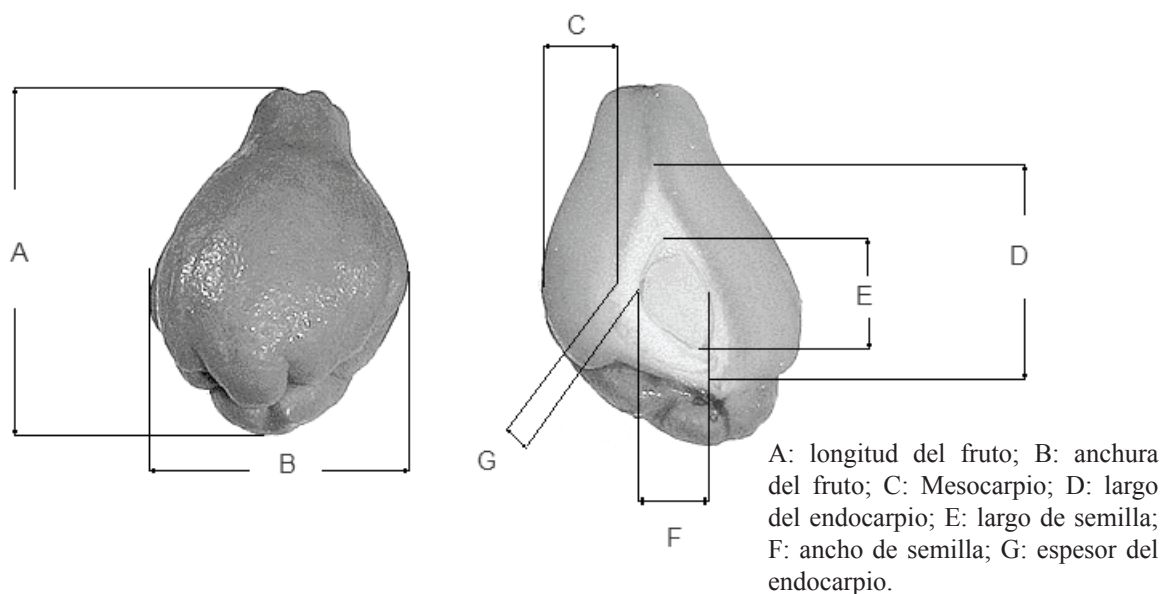 C
A
D
E
B
G
F
A: longitud del fruto; B: anchura
del fruto; C: Mesocarpio; D: largo
del endocarpio; E: largo de semilla;
F: ancho de semilla; G: espesor del
endocarpio.